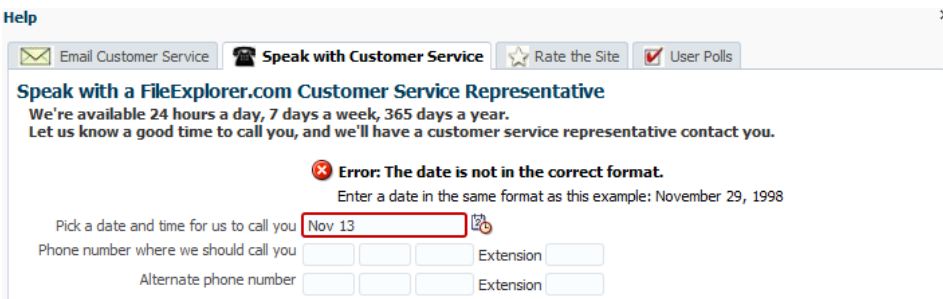 Help
Email Customer Service Speak with Customer Service Rate the Site User Polls
Speak with a FileExplorer.com Customer Service Representative
We're available 24 hours a day, 7 days a week, 365 days a year.
Let us know a good time to call you, and we'll have a customer service representative contact you.
Error: The date is not in the correct format.
Enter a date in the same format as this example: November 29, 1998
Pick a date and time for us to call you Nov 13
Phone number where we should call you Extension
Alternate phone number Extension